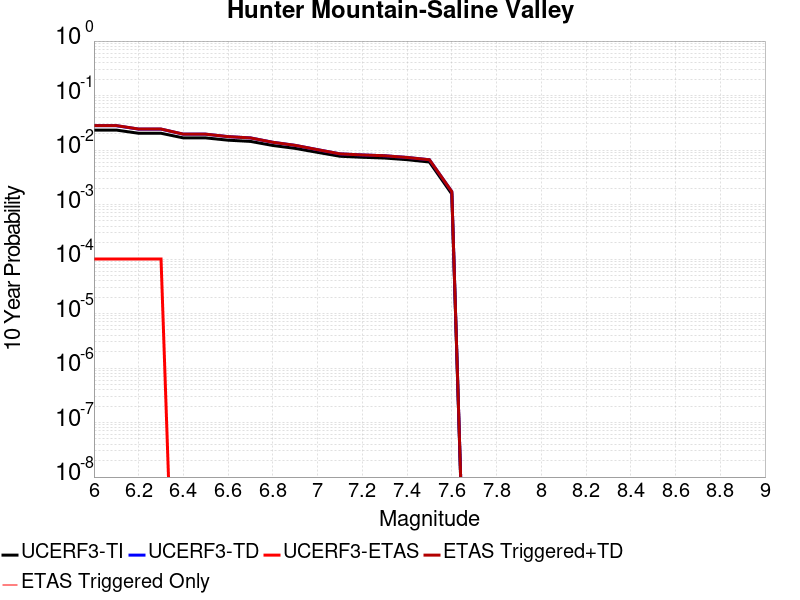 Hunter Mountain-Saline Valley
10^0
10^-1
10^-2
10^-3
10^-4
10^-5
10^-6
10^-7
10^-8
10 Year Probability
6 6.2 6.4 6.6 6.8 7 7.2 7.4 7.6 7.8 8 8.2 8.4 8.6 8.8 9
Magnitude
UCERF3-TI UCERF3-TD UCERF3-ETAS ETAS Triggered+TD
ETAS Triggered Only